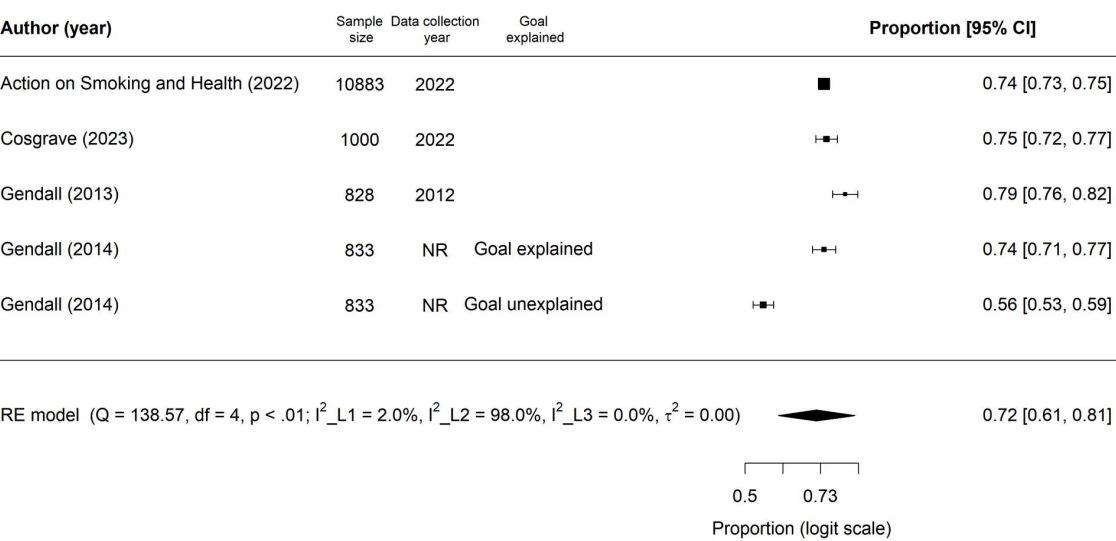 Author (year) Sample size Data collection year Goal explained Proportion [95% CI]
Action on Smoking and Health (2022) 10883 2022 0.74 [0.73, 0.75]
Cosgrave (2023) 1000 2022 0.75 [0.72, 0.77]
Gendall (2013) 828 2012 0.79 [0.76, 0.82]
Gendall (2014) 833 NR Goal explained 0.74 [0.71, 0.77]
Gendall (2014) 833 NR Goal unexplained 0.56 [0.53, 0.59]
RE model (Q = 138.57, df = 4, p < .01; I²_L1 = 2.0%, I²_L2 = 98.0%, I²_L3 = 0.0%, τ² = 0.00) 0.72 [0.61, 0.81]
0.5 0.73
Proportion (logit scale)